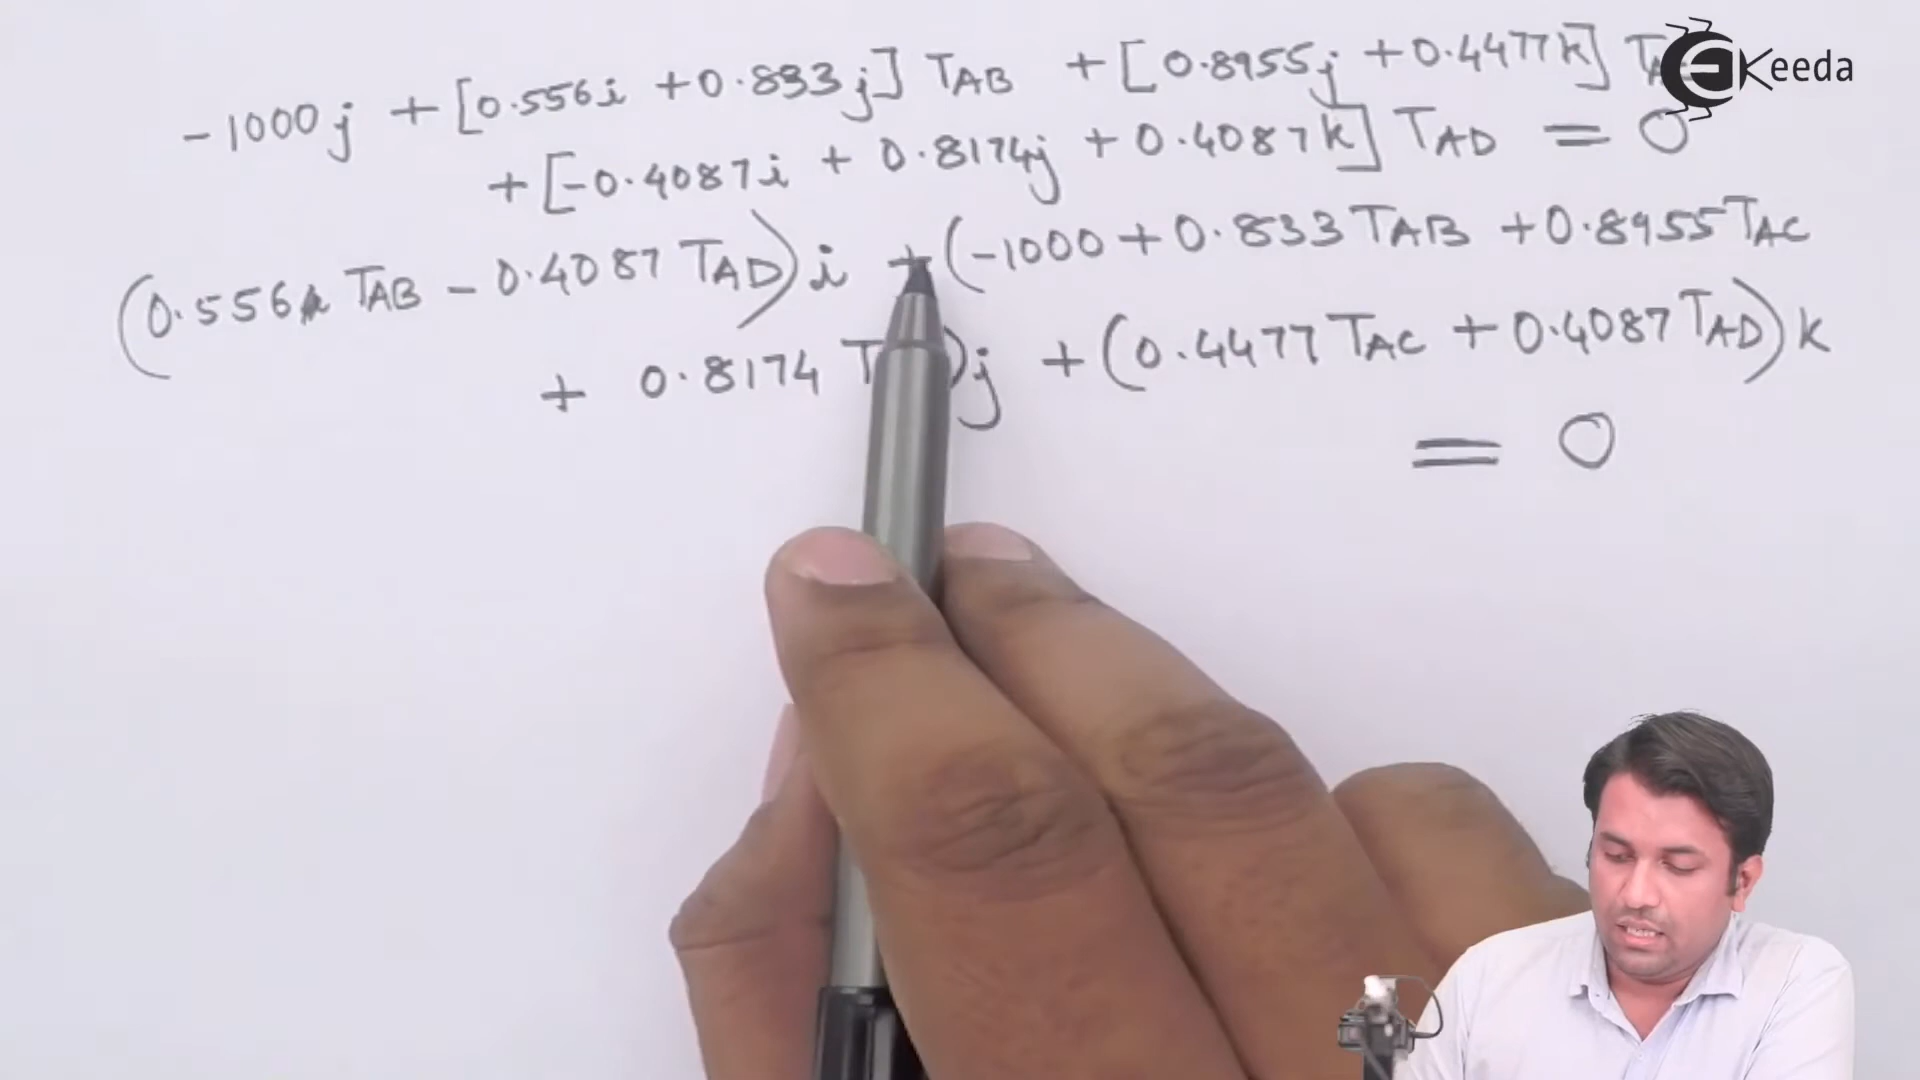 -1000j + [0.556i + 0.833j] TAB + [0.8955j + 0.4477k]
Keeda
+ [-0.4087i + 0.8174j + 0.4087k] TAD = 0
(0.556 TAB - 0.4087 TAD)i + (-1000 + 0.833 TAB + 0.8955 TAC
+ 0.8174 )j + (0.4477 TAC + 0.4087 TAD)k
= 0